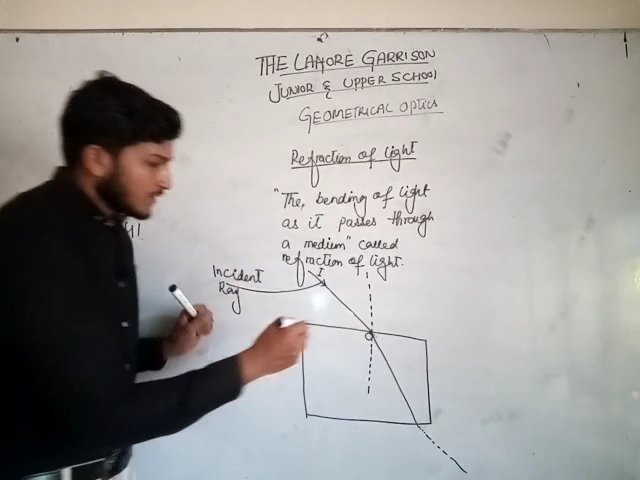 THE LAHORE GARRISON
JUNIOR & UPPER SCHOOL
GEOMETRICAL OPTICS
Refraction of light
"The, bending of light
as it passes through
a medium" called
refraction of light.
Incident
Ray
I
O